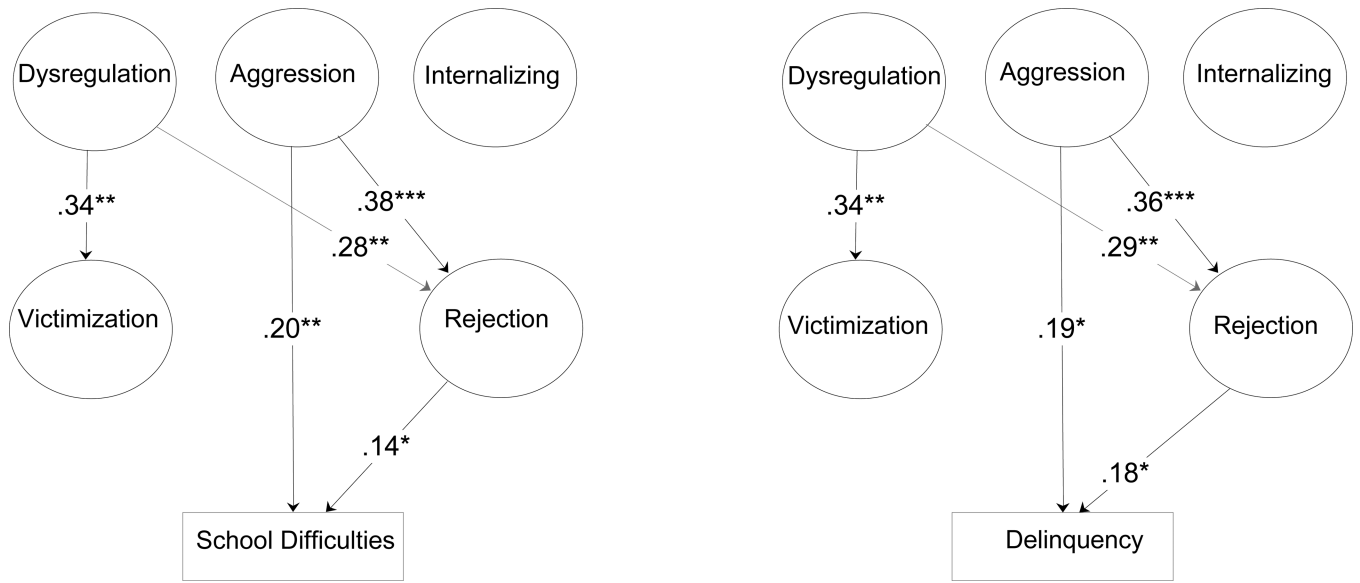 Dysregulation
Aggression
Internalizing
.34**
.38***
.28**
Victimization
Rejection
.20**
.14*
School Difficulties
Dysregulation
Aggression
Internalizing
.34**
.36***
.29**
Victimization
Rejection
.19*
.18*
Delinquency